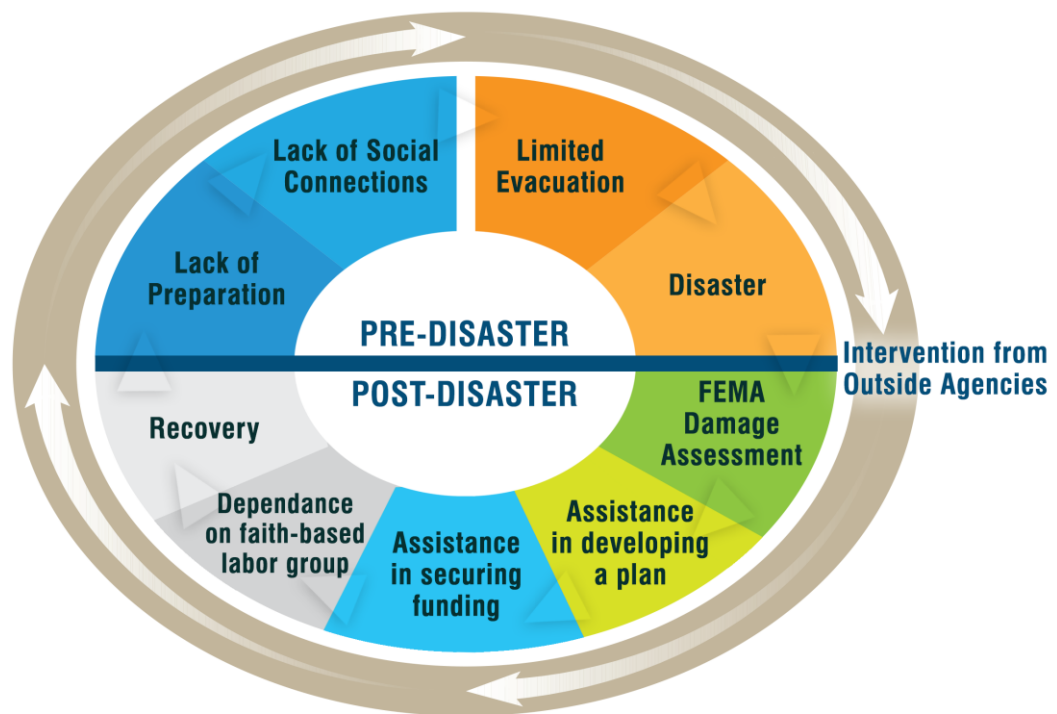 Lack of Social
Connections
Limited
Evacuation
Lack of
Preparation
Disaster
PRE-DISASTER
POST-DISASTER
Intervention from
Outside Agencies
FEMA
Damage
Assessment
Recovery
Dependance
on faith-based
labor group
Assistance
in securing
funding
Assistance
in developing
a plan